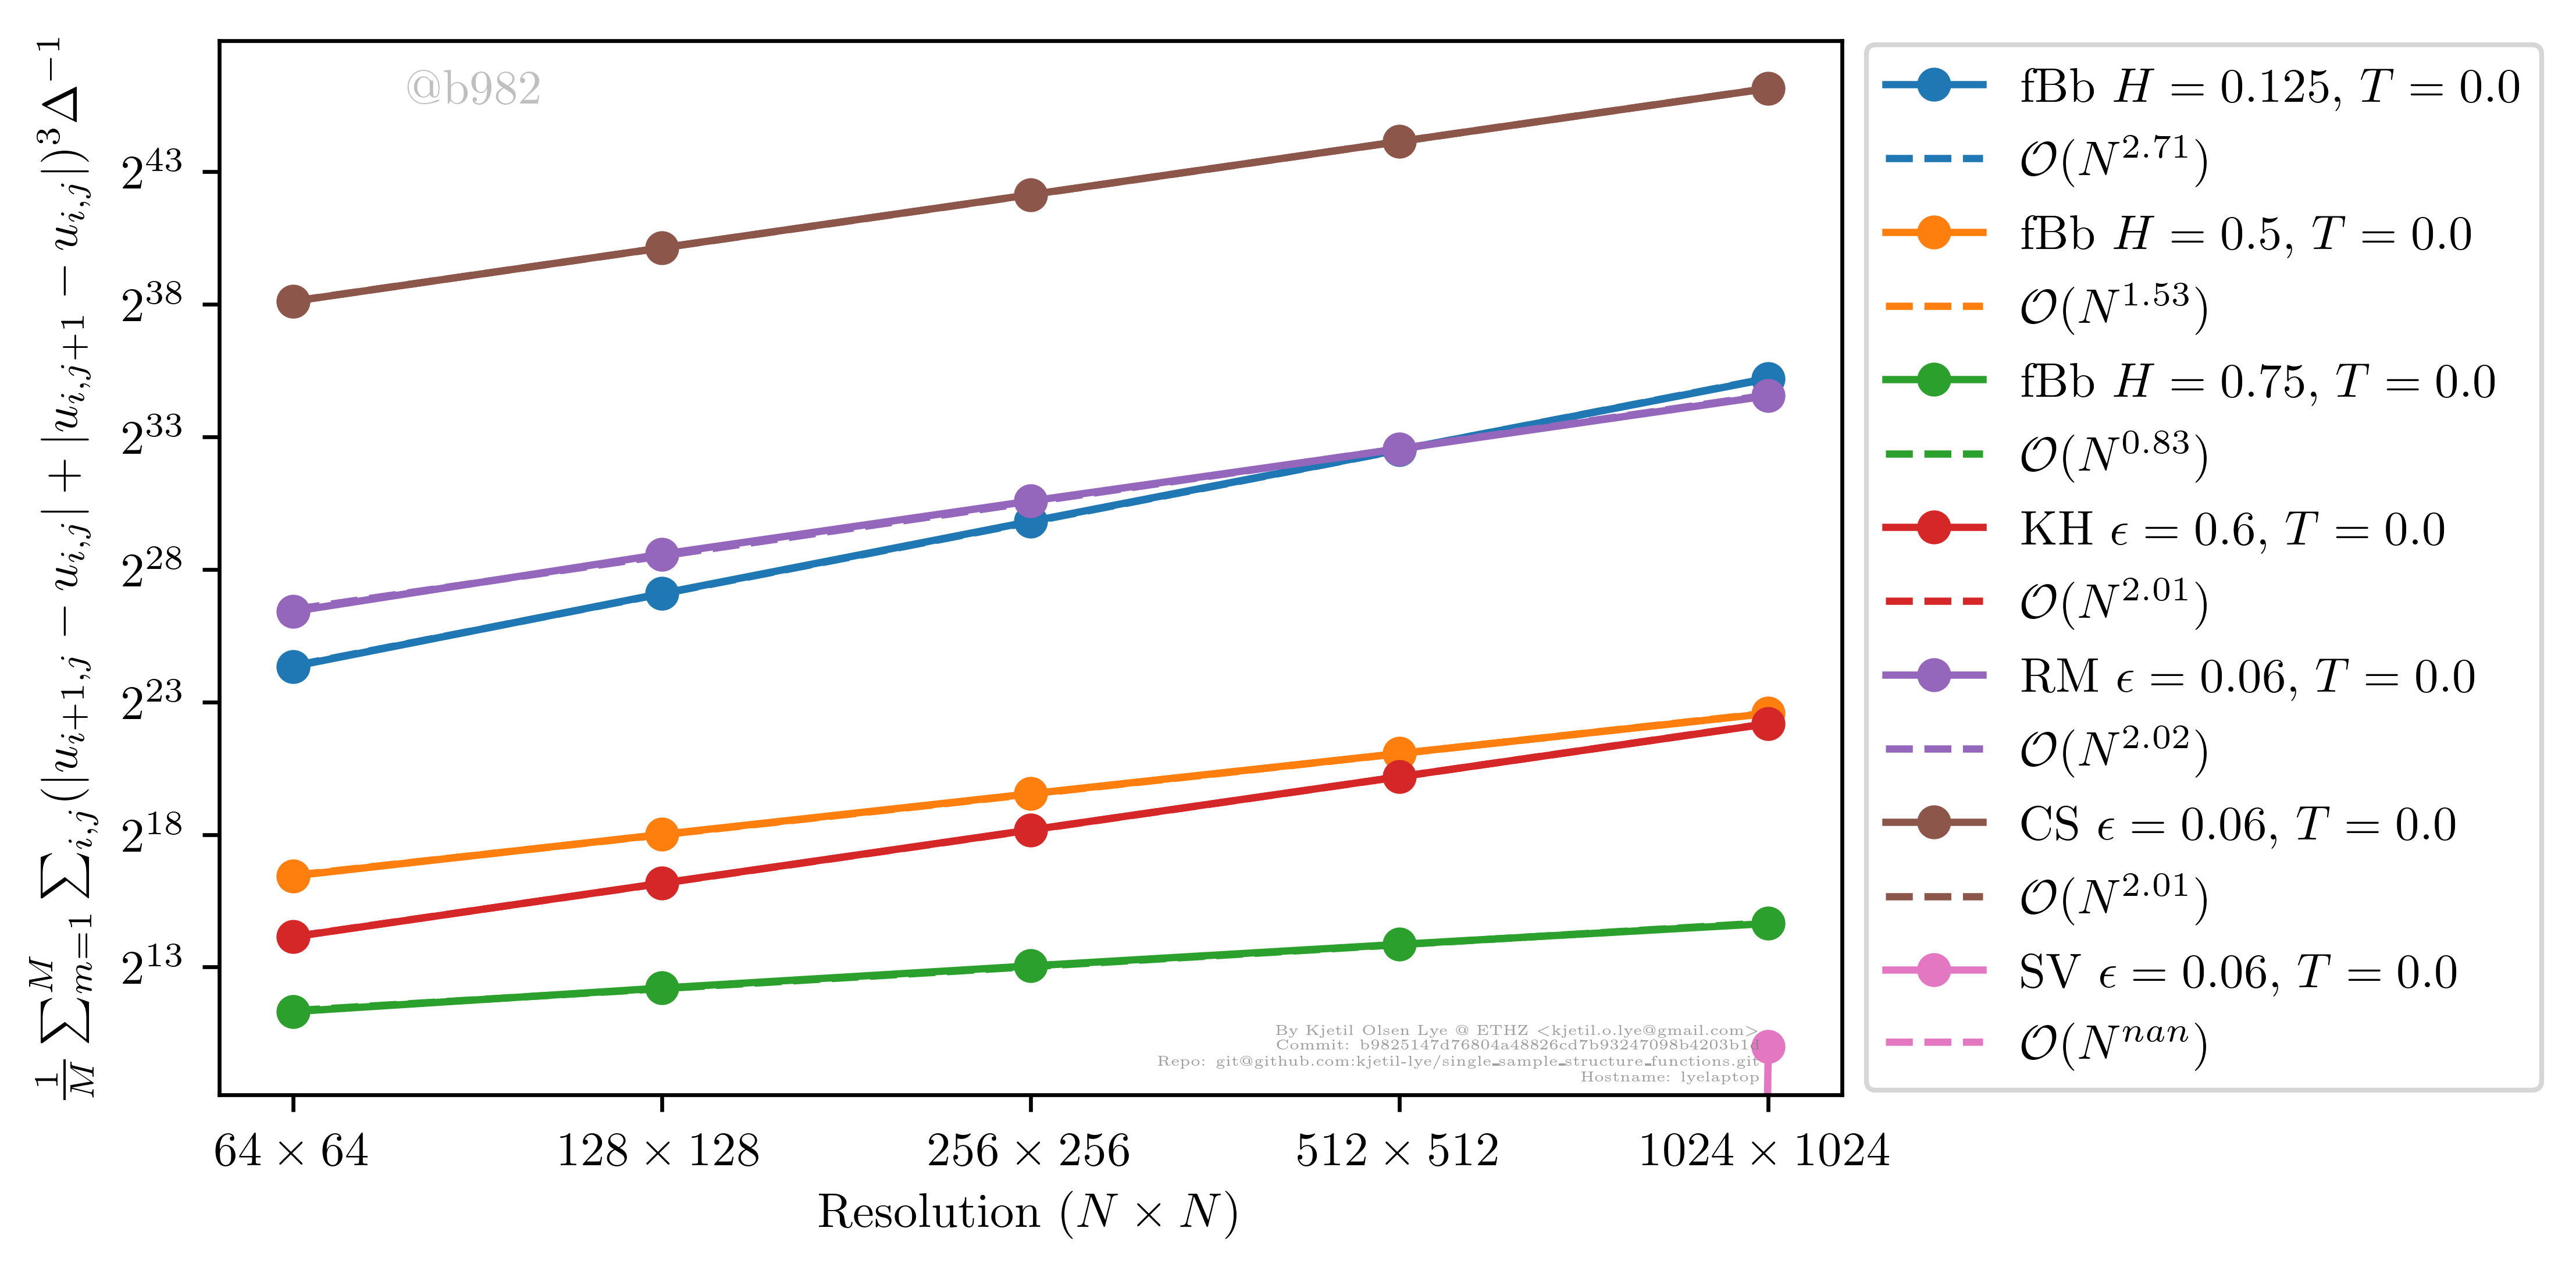 @b982
2^43
2^38
2^33
2^28
2^23
2^18
2^13
\frac{1}{M} \sum_{m=1}^{M} \sum_{i,j} (|u_{i+1,j} − u_{i,j}| + |u_{i,j+1} − u_{i,j}|)^3 Δ^{−1}
64 × 64
128 × 128
256 × 256
512 × 512
1024 × 1024
Resolution (N × N)
By Kjetil Olsen Lye @ ETHZ <kjetil.o.lye@gmail.com>
Commit: b9825147d76804a48826cd7b93247098b4203b1d
Repo: git@github.com:kjetil-lye/single_sample_structure_functions.git
Hostname: lyelaptop
fBb H = 0.125, T = 0.0
O(N^{2.71})
fBb H = 0.5, T = 0.0
O(N^{1.53})
fBb H = 0.75, T = 0.0
O(N^{0.83})
KH ϵ = 0.6, T = 0.0
O(N^{2.01})
RM ϵ = 0.06, T = 0.0
O(N^{2.02})
CS ϵ = 0.06, T = 0.0
O(N^{2.01})
SV ϵ = 0.06, T = 0.0
O(N^{nan})